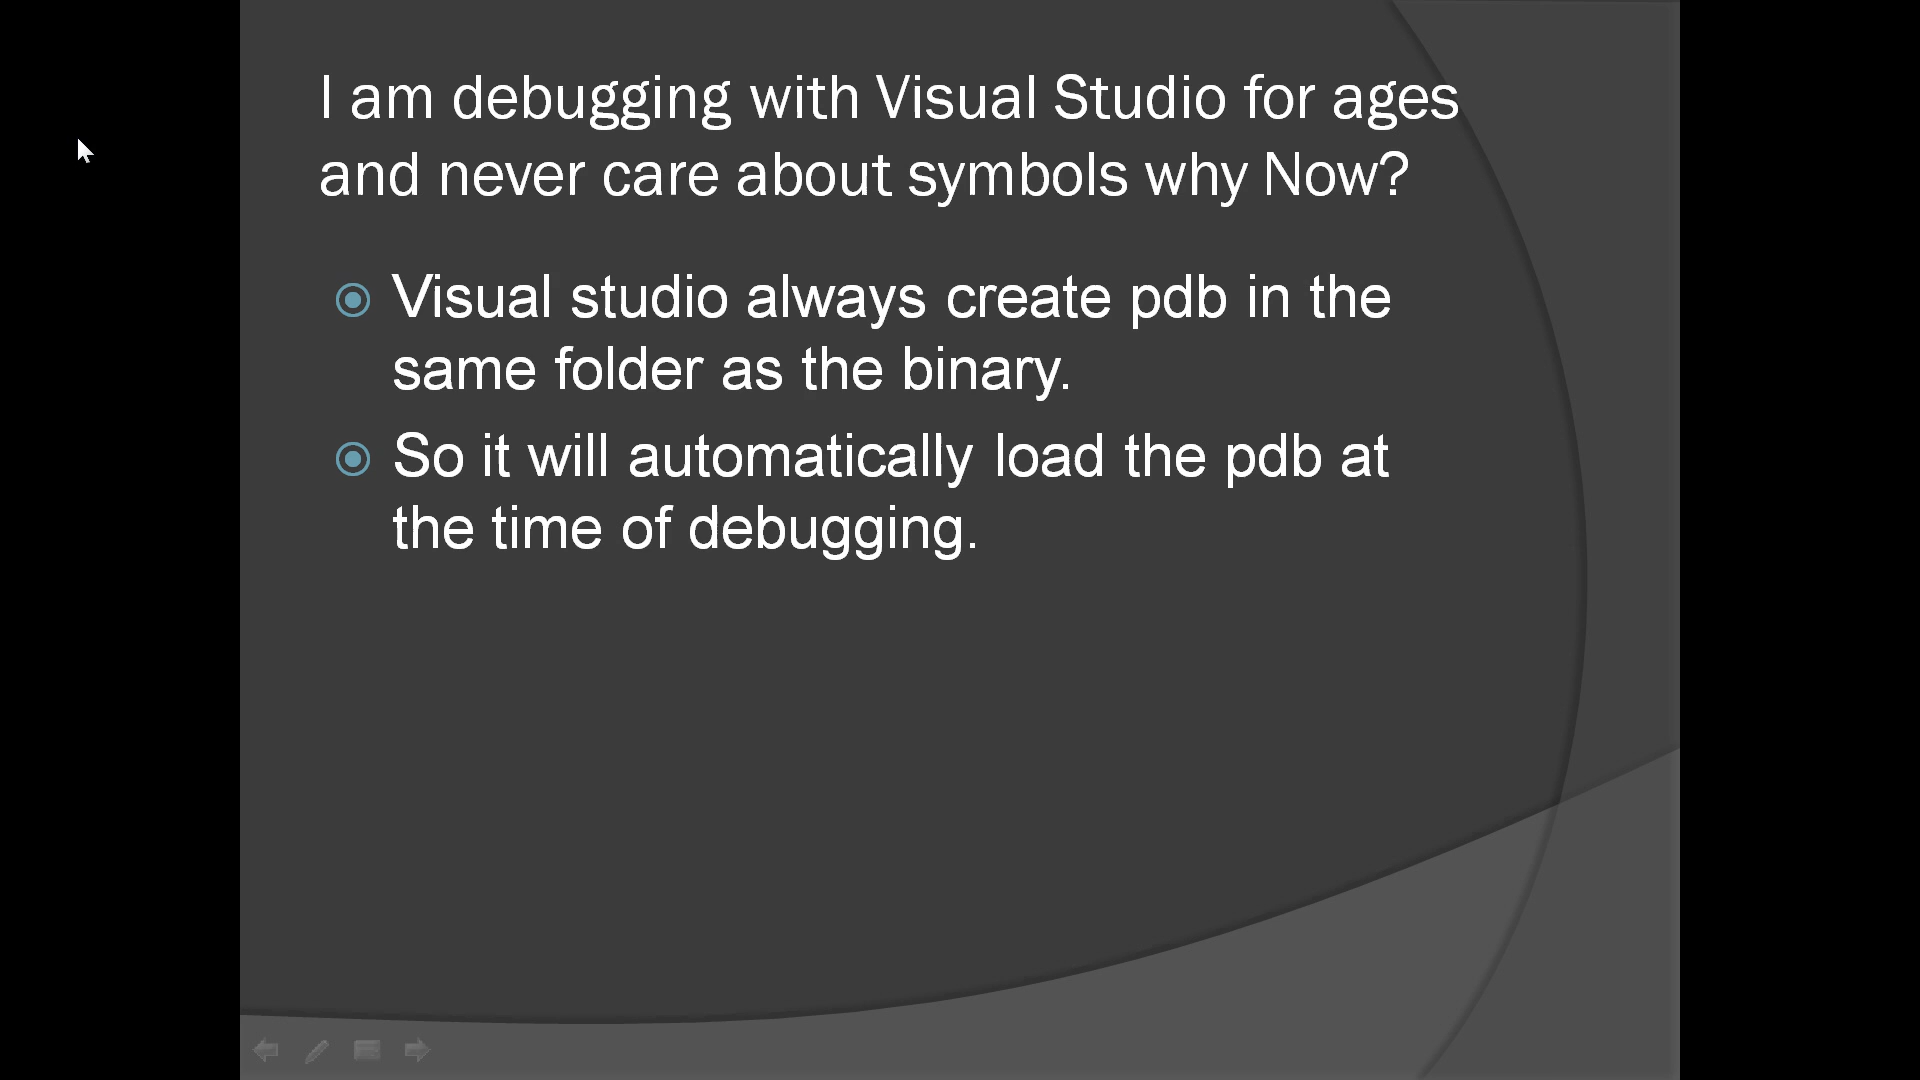 I am debugging with Visual Studio for ages
and never care about symbols why Now?
Visual studio always create pdb in the
same folder as the binary.
So it will automatically load the pdb at
the time of debugging.